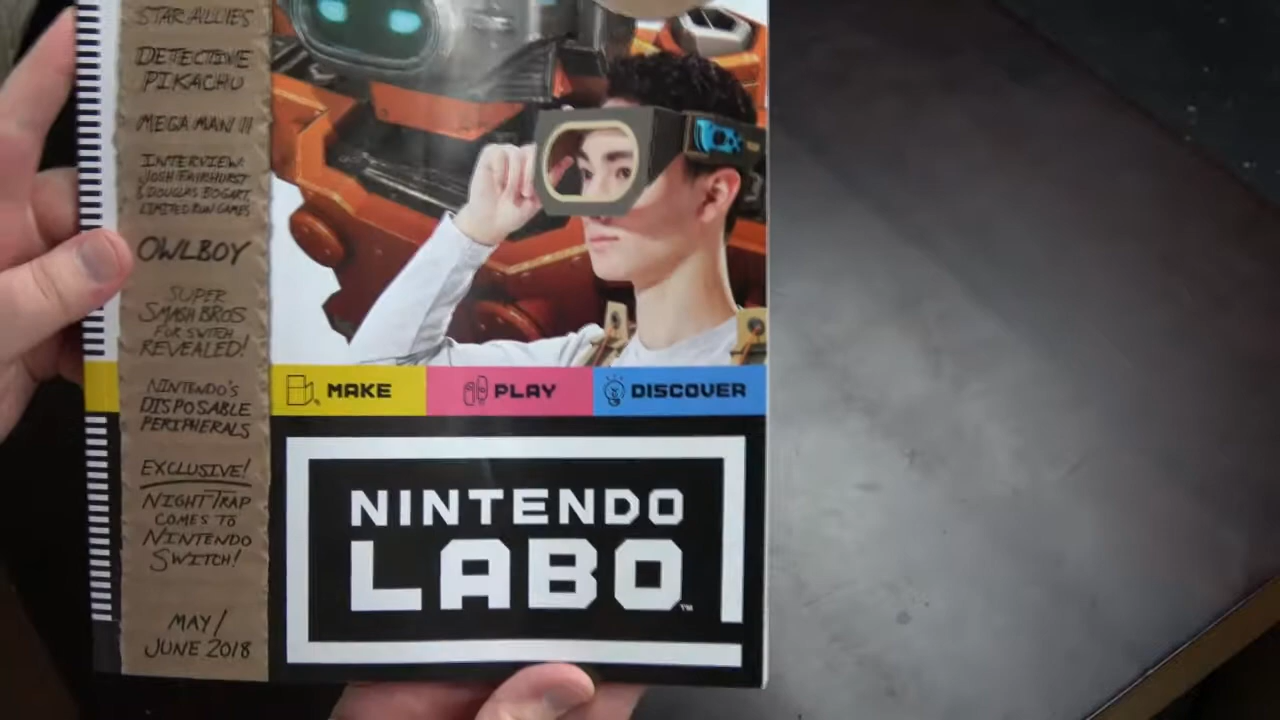 STAR ALLIES
DETECTIVE
PIKACHU
MEGA MAN 11
INTERVIEW:
JOSH FAIRHURST
& DOUGLAS BOGART,
LIMITED RUN GAMES
OWLBOY
SUPER
SMASH BROS
FOR SWITCH
REVEALED!
NINTENDO'S
DISPOSABLE
PERIPHERALS
EXCLUSIVE!
NIGHT TRAP
COMES TO
NINTENDO
SWITCH!
MAY/
JUNE 2018
MAKE
PLAY
DISCOVER
NINTENDO
LABO™